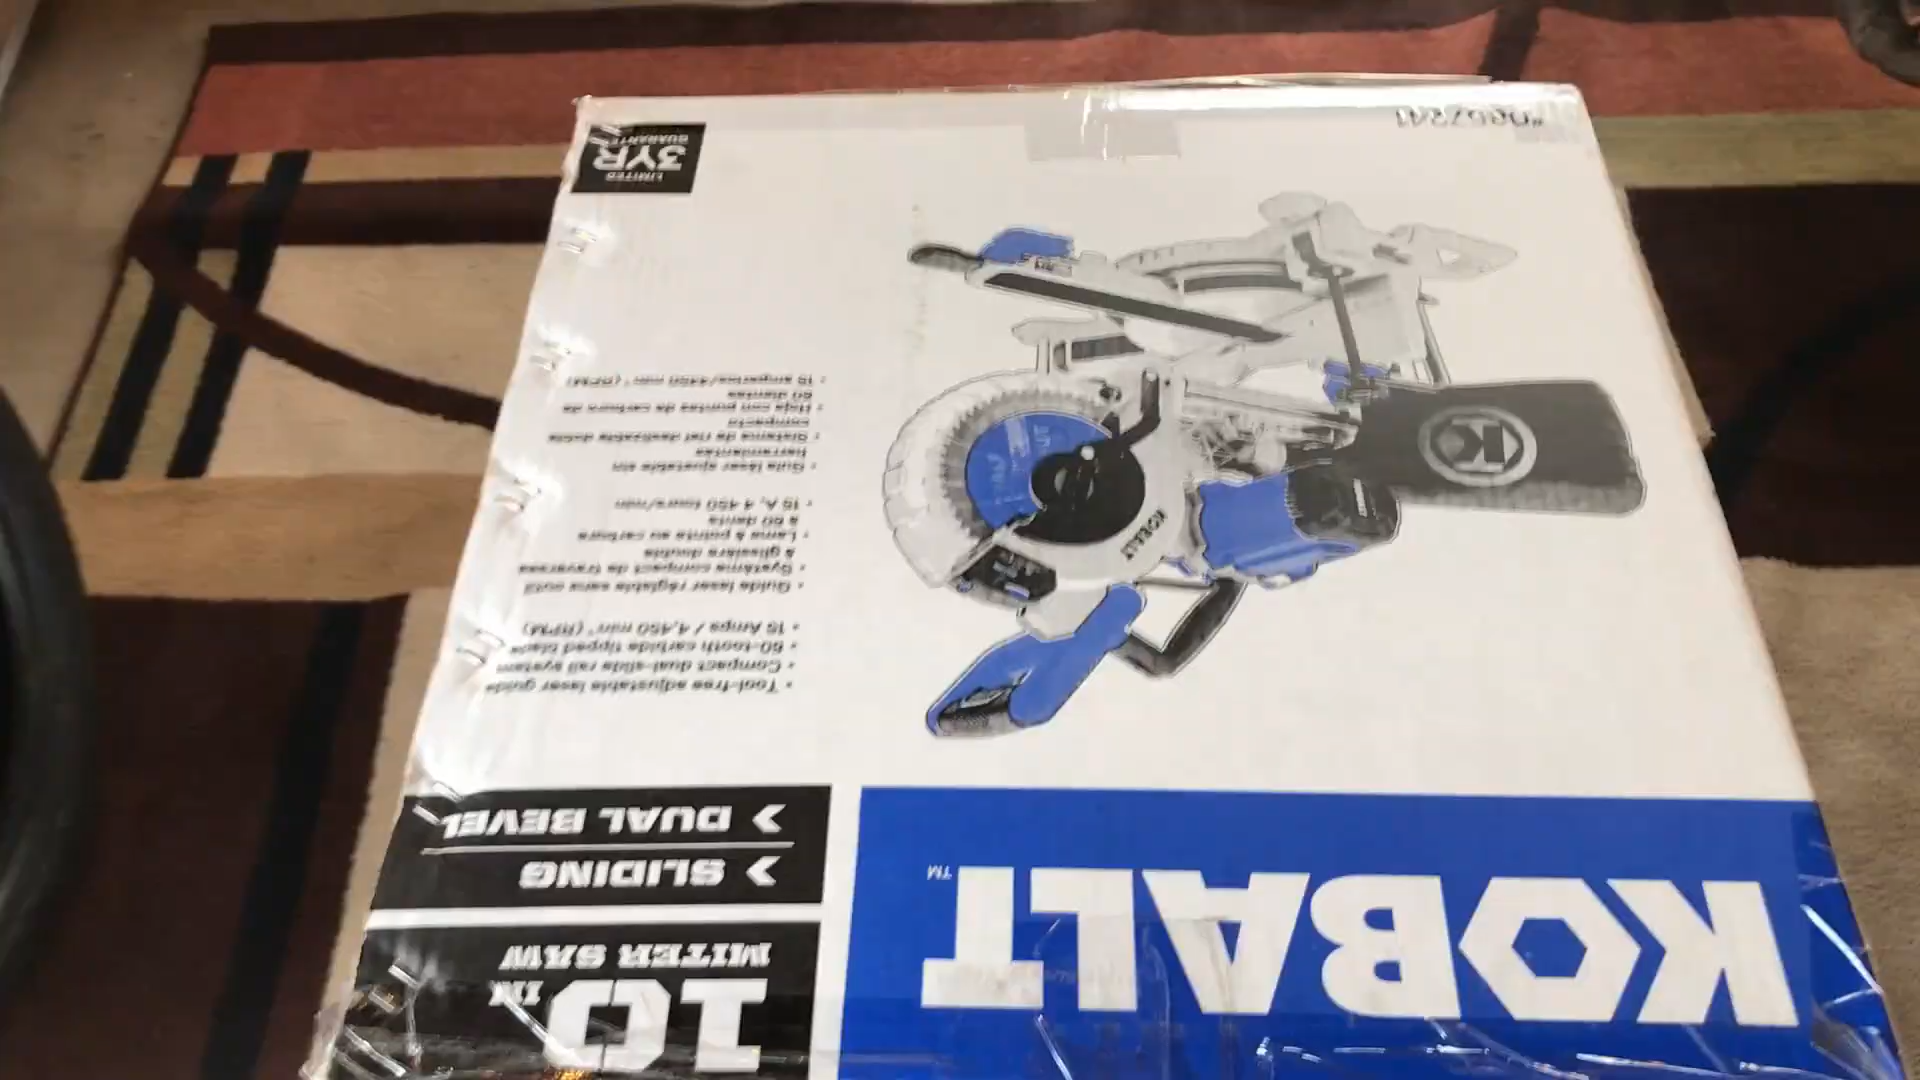 KOBALT™
10 IN
MITER SAW
› SLIDING
› DUAL BEVEL
• Tool-free adjustable laser guide
• Compact dual-slide rail system
• 60-tooth carbide tipped blade
• 15 Amps / 4,450 min⁻¹ (RPM)
• Guide laser réglable sans outil
• Système compact de traverses
à glissière double
• Lame à pointe au carbure
à 60 dents
• 15 A, 4 450 tours/min
• Guía láser ajustable sin
herramientas
• Sistema de riel deslizable doble
compacto
• Hoja con puntas de carburo de
60 dientes
• 15 amperios/4450 min⁻¹ (RPM)
KOBALT
K
LIMITED
3YR
GUARANTEE